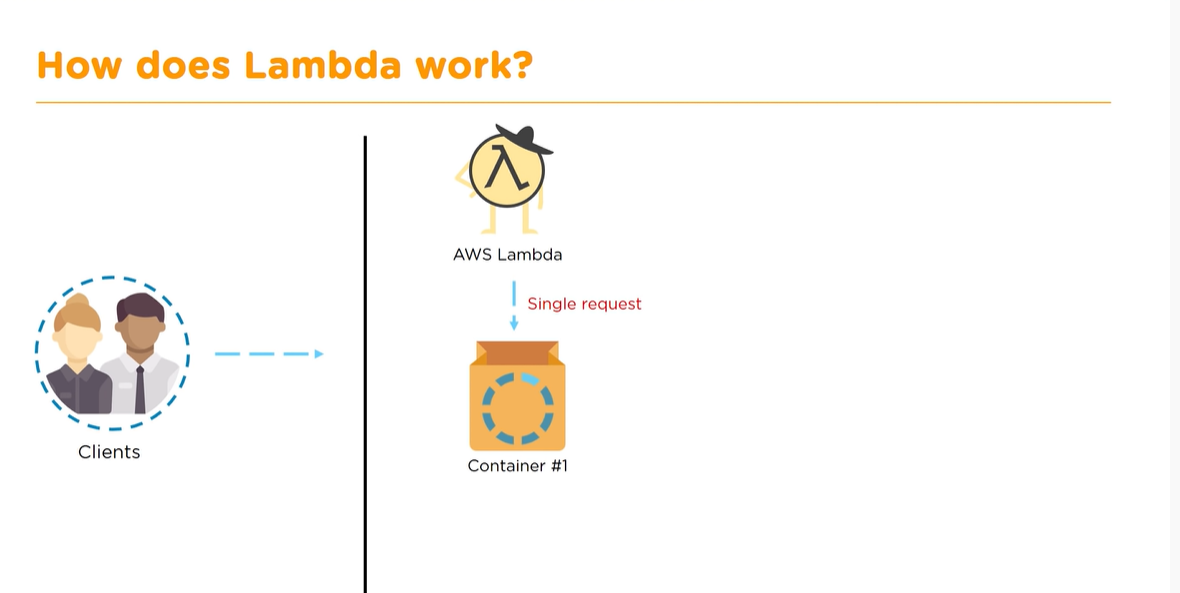 How does Lambda work?
λ
AWS Lambda
Single request
Container #1
Clients